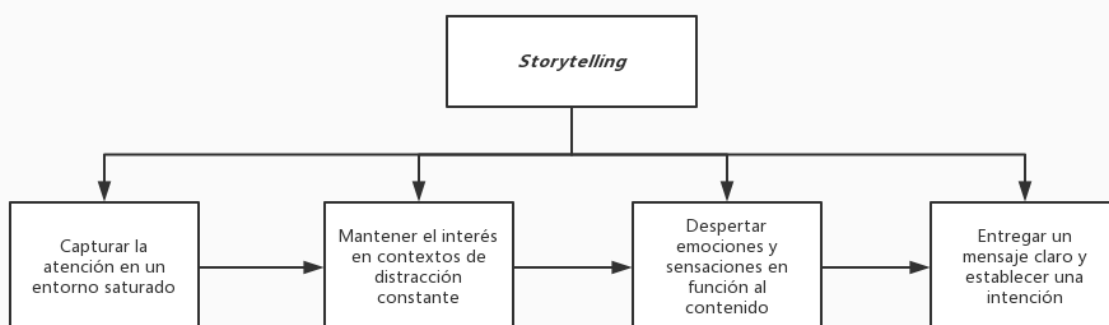 Storytelling
Capturar la
atención en un
entorno saturado
Mantener el interés
en contextos de
distracción
constante
Despertar
emociones y
sensaciones en
función al
contenido
Entregar un
mensaje claro y
establecer una
intención